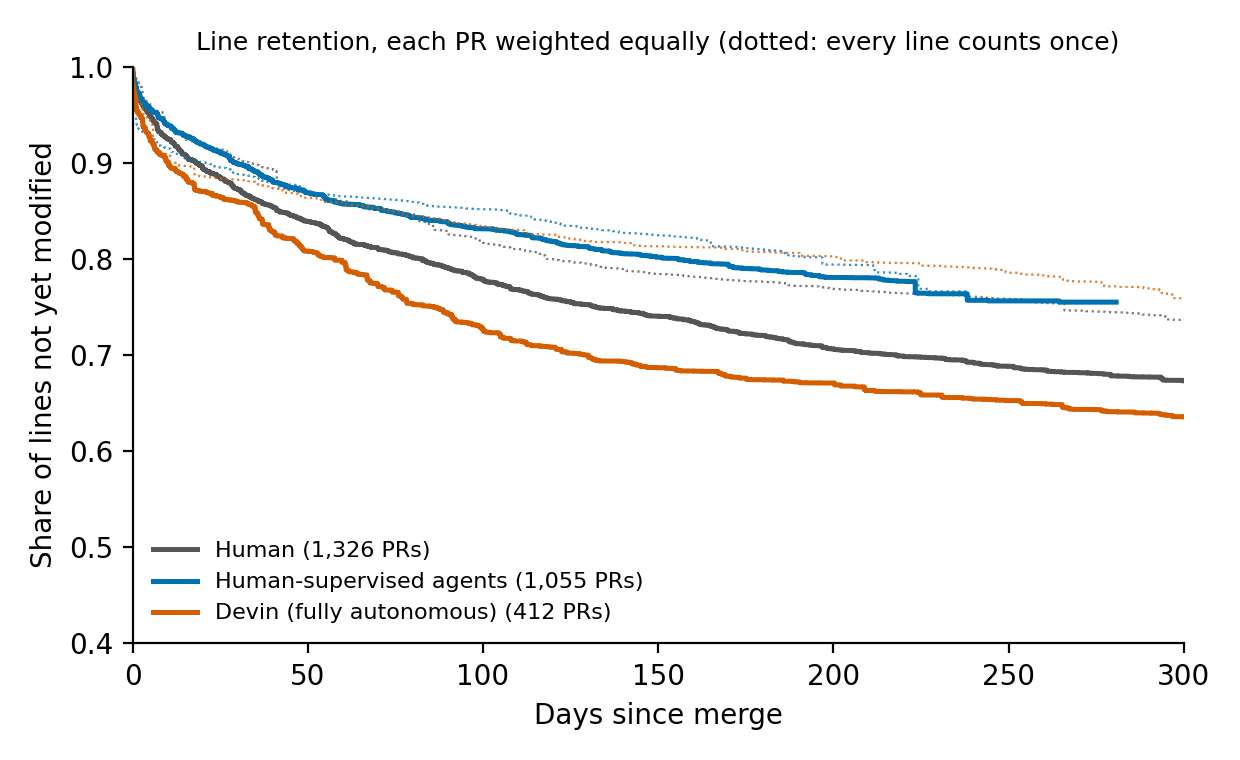 Line retention, each PR weighted equally (dotted: every line counts once)
Share of lines not yet modified
1.0
0.9
0.8
0.7
0.6
0.5
0.4
Human (1,326 PRs)
Human-supervised agents (1,055 PRs)
Devin (fully autonomous) (412 PRs)
0 50 100 150 200 250 300
Days since merge